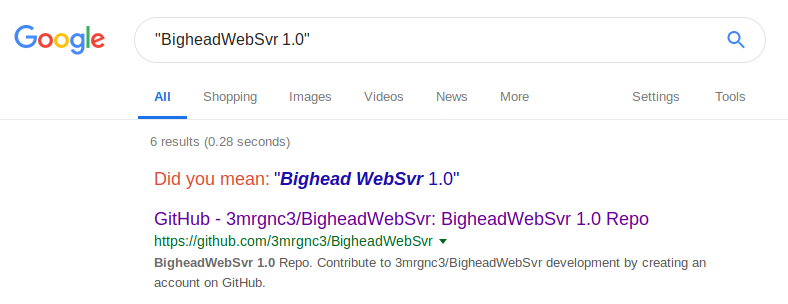 Google
"BigheadWebSvr 1.0"
All Shopping Images Videos News More Settings Tools
6 results (0.28 seconds)
Did you mean: "Bighead WebSvr 1.0"
GitHub - 3mrgnc3/BigheadWebSvr: BigheadWebSvr 1.0 Repo
https://github.com/3mrgnc3/BigheadWebSvr
BigheadWebSvr 1.0 Repo. Contribute to 3mrgnc3/BigheadWebSvr development by creating an
account on GitHub.